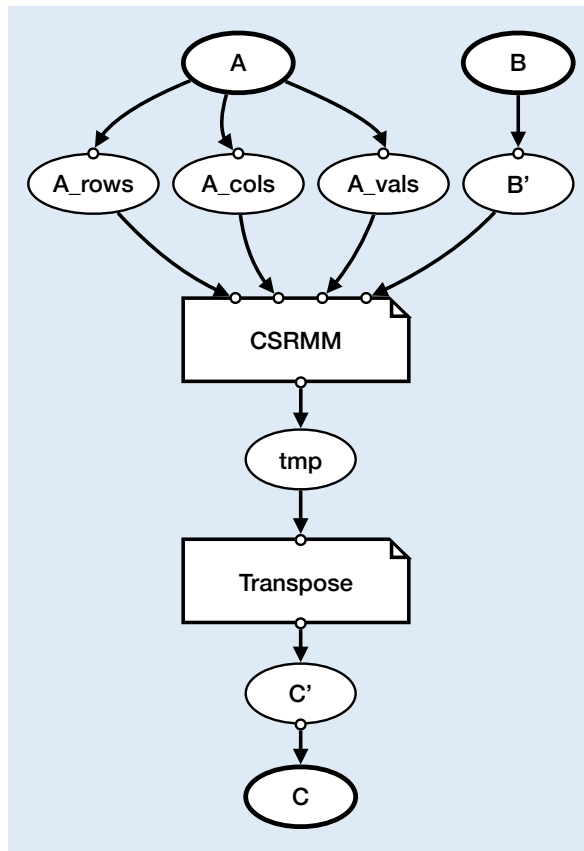 A
B
A_rows
A_cols
A_vals
B’
CSRMM
tmp
Transpose
C’
C